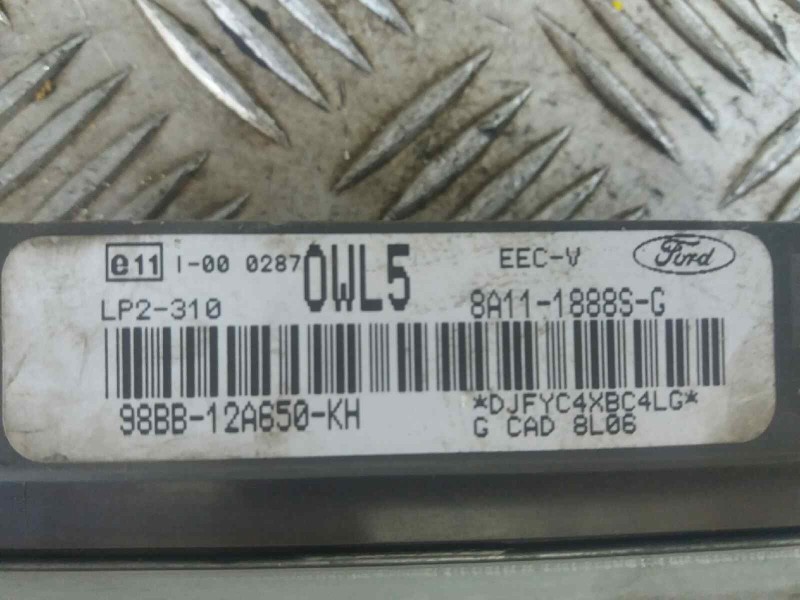 e11 I-00 0287 0WL5 EEC-V Ford
LP2-310 8A11-1888S-G
98BB-12A650-KH *DJFYC4XBC4LG*
G CAD 8L06